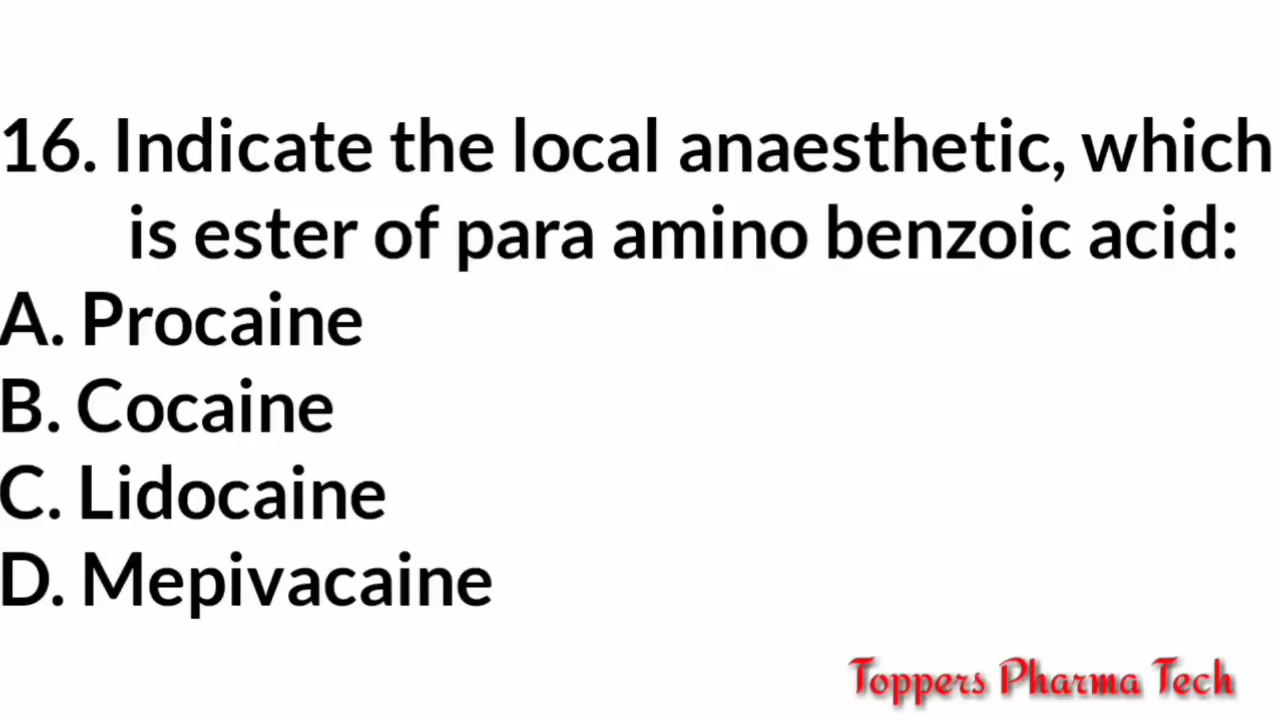 16. Indicate the local anaesthetic, which
is ester of para amino benzoic acid:
A. Procaine
B. Cocaine
C. Lidocaine
D. Mepivacaine
Toppers Pharma Tech